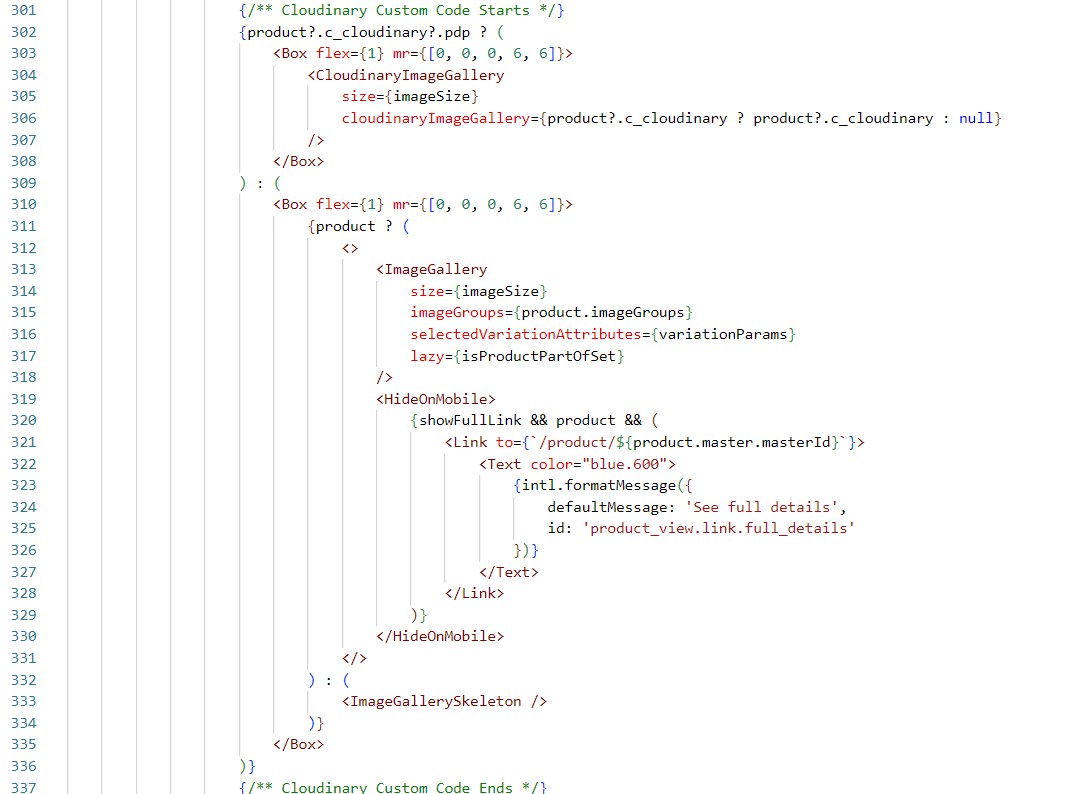 301 {/** Cloudinary Custom Code Starts */}
302 {product?.c_cloudinary?.pdp ? (
303 <Box flex={1} mr={[0, 0, 0, 6, 6]}>
304 <CloudinaryImageGallery
305 size={imageSize}
306 cloudinaryImageGallery={product?.c_cloudinary ? product?.c_cloudinary : null}
307 />
308 </Box>
309 ) : (
310 <Box flex={1} mr={[0, 0, 0, 6, 6]}>
311 {product ? (
312 <>
313 <ImageGallery
314 size={imageSize}
315 imageGroups={product.imageGroups}
316 selectedVariationAttributes={variationParams}
317 lazy={isProductPartOfSet}
318 />
319 <HideOnMobile>
320 {showFullLink && product && (
321 <Link to={`/product/${product.master.masterId}`}>
322 <Text color="blue.600">
323 {intl.formatMessage({
324 defaultMessage: 'See full details',
325 id: 'product_view.link.full_details'
326 })}
327 </Text>
328 </Link>
329 )}
330 </HideOnMobile>
331 </>
332 ) : (
333 <ImageGallerySkeleton />
334 )}
335 </Box>
336 )}
337 {/** Cloudinary Custom Code Ends */}